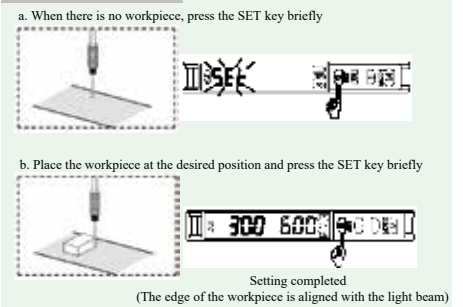 a. When there is no workpiece, press the SET key briefly
SEt
b. Place the workpiece at the desired position and press the SET key briefly
300 600
Setting completed
(The edge of the workpiece is aligned with the light beam)